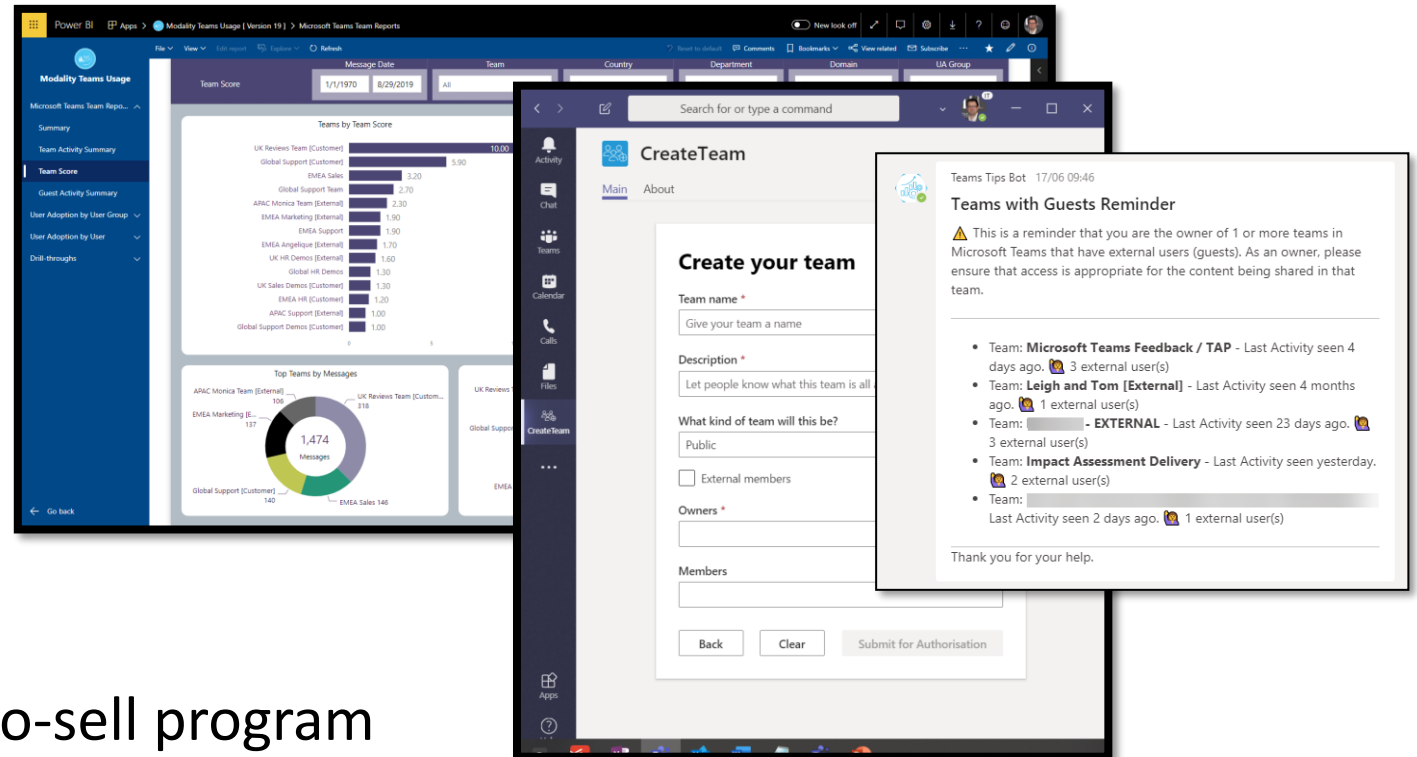 Power BI
Apps > Modality Teams Usage [ Version 19 ] > Microsoft Teams Team Reports
New look off
File View Edit report Explore Refresh
Reset to default Comments Bookmarks View related Subscribe ...
Modality Teams Usage
Microsoft Teams Team Repo...
Summary
Team Activity Summary
Team Score
Guest Activity Summary
User Adoption by User Group
User Adoption by User
Drill-throughs
Go back
Team Score
Message Date
Team
Country
Department
Domain
UA Group
1/1/1970 8/29/2019
All
Teams by Team Score
UK Reviews Team [Customer] 10.00
Global Support [Customer] 5.90
EMEA Sales 3.20
Global Support Team 2.70
APAC Monica Team [External] 2.30
EMEA Marketing [External] 1.90
EMEA Support 1.90
EMEA Angelique [External] 1.70
UK HR Demos [External] 1.60
Global HR Demos 1.30
UK Sales Demos [Customer] 1.30
EMEA HR [Customer] 1.20
APAC Support [External] 1.00
Global Support Demos [Customer] 1.00
Top Teams by Messages
APAC Monica Team [External]
106
EMEA Marketing [E...
137
UK Reviews Team [Custom...
1,474
Messages
Global Support [Customer]
140
EMEA Sales 146
UK Reviews
Global Suppor
EMEA
Search for or type a command
Activity
Chat
Teams
Calendar
Calls
Files
CreateTeam
...
Apps
CreateTeam
Main About
Create your team
Team name *
Give your team a name
Description *
Let people know what this team is all
What kind of team will this be?
Public
External members
Owners *
Members
Back Clear Submit for Authorisation
Teams Tips Bot 17/06 09:46
Teams with Guests Reminder
⚠ This is a reminder that you are the owner of 1 or more teams in
Microsoft Teams that have external users (guests). As an owner, please
ensure that access is appropriate for the content being shared in that
team.
• Team: Microsoft Teams Feedback / TAP - Last Activity seen 4
days ago. 🙋 3 external user(s)
• Team: Leigh and Tom [External] - Last Activity seen 4 months
ago. 🙋 1 external user(s)
• Team: - EXTERNAL - Last Activity seen 23 days ago. 🙋
3 external user(s)
• Team: Impact Assessment Delivery - Last Activity seen yesterday.
🙋 2 external user(s)
• Team:
Last Activity seen 2 days ago. 🙋 1 external user(s)
Thank you for your help.
o-sell program